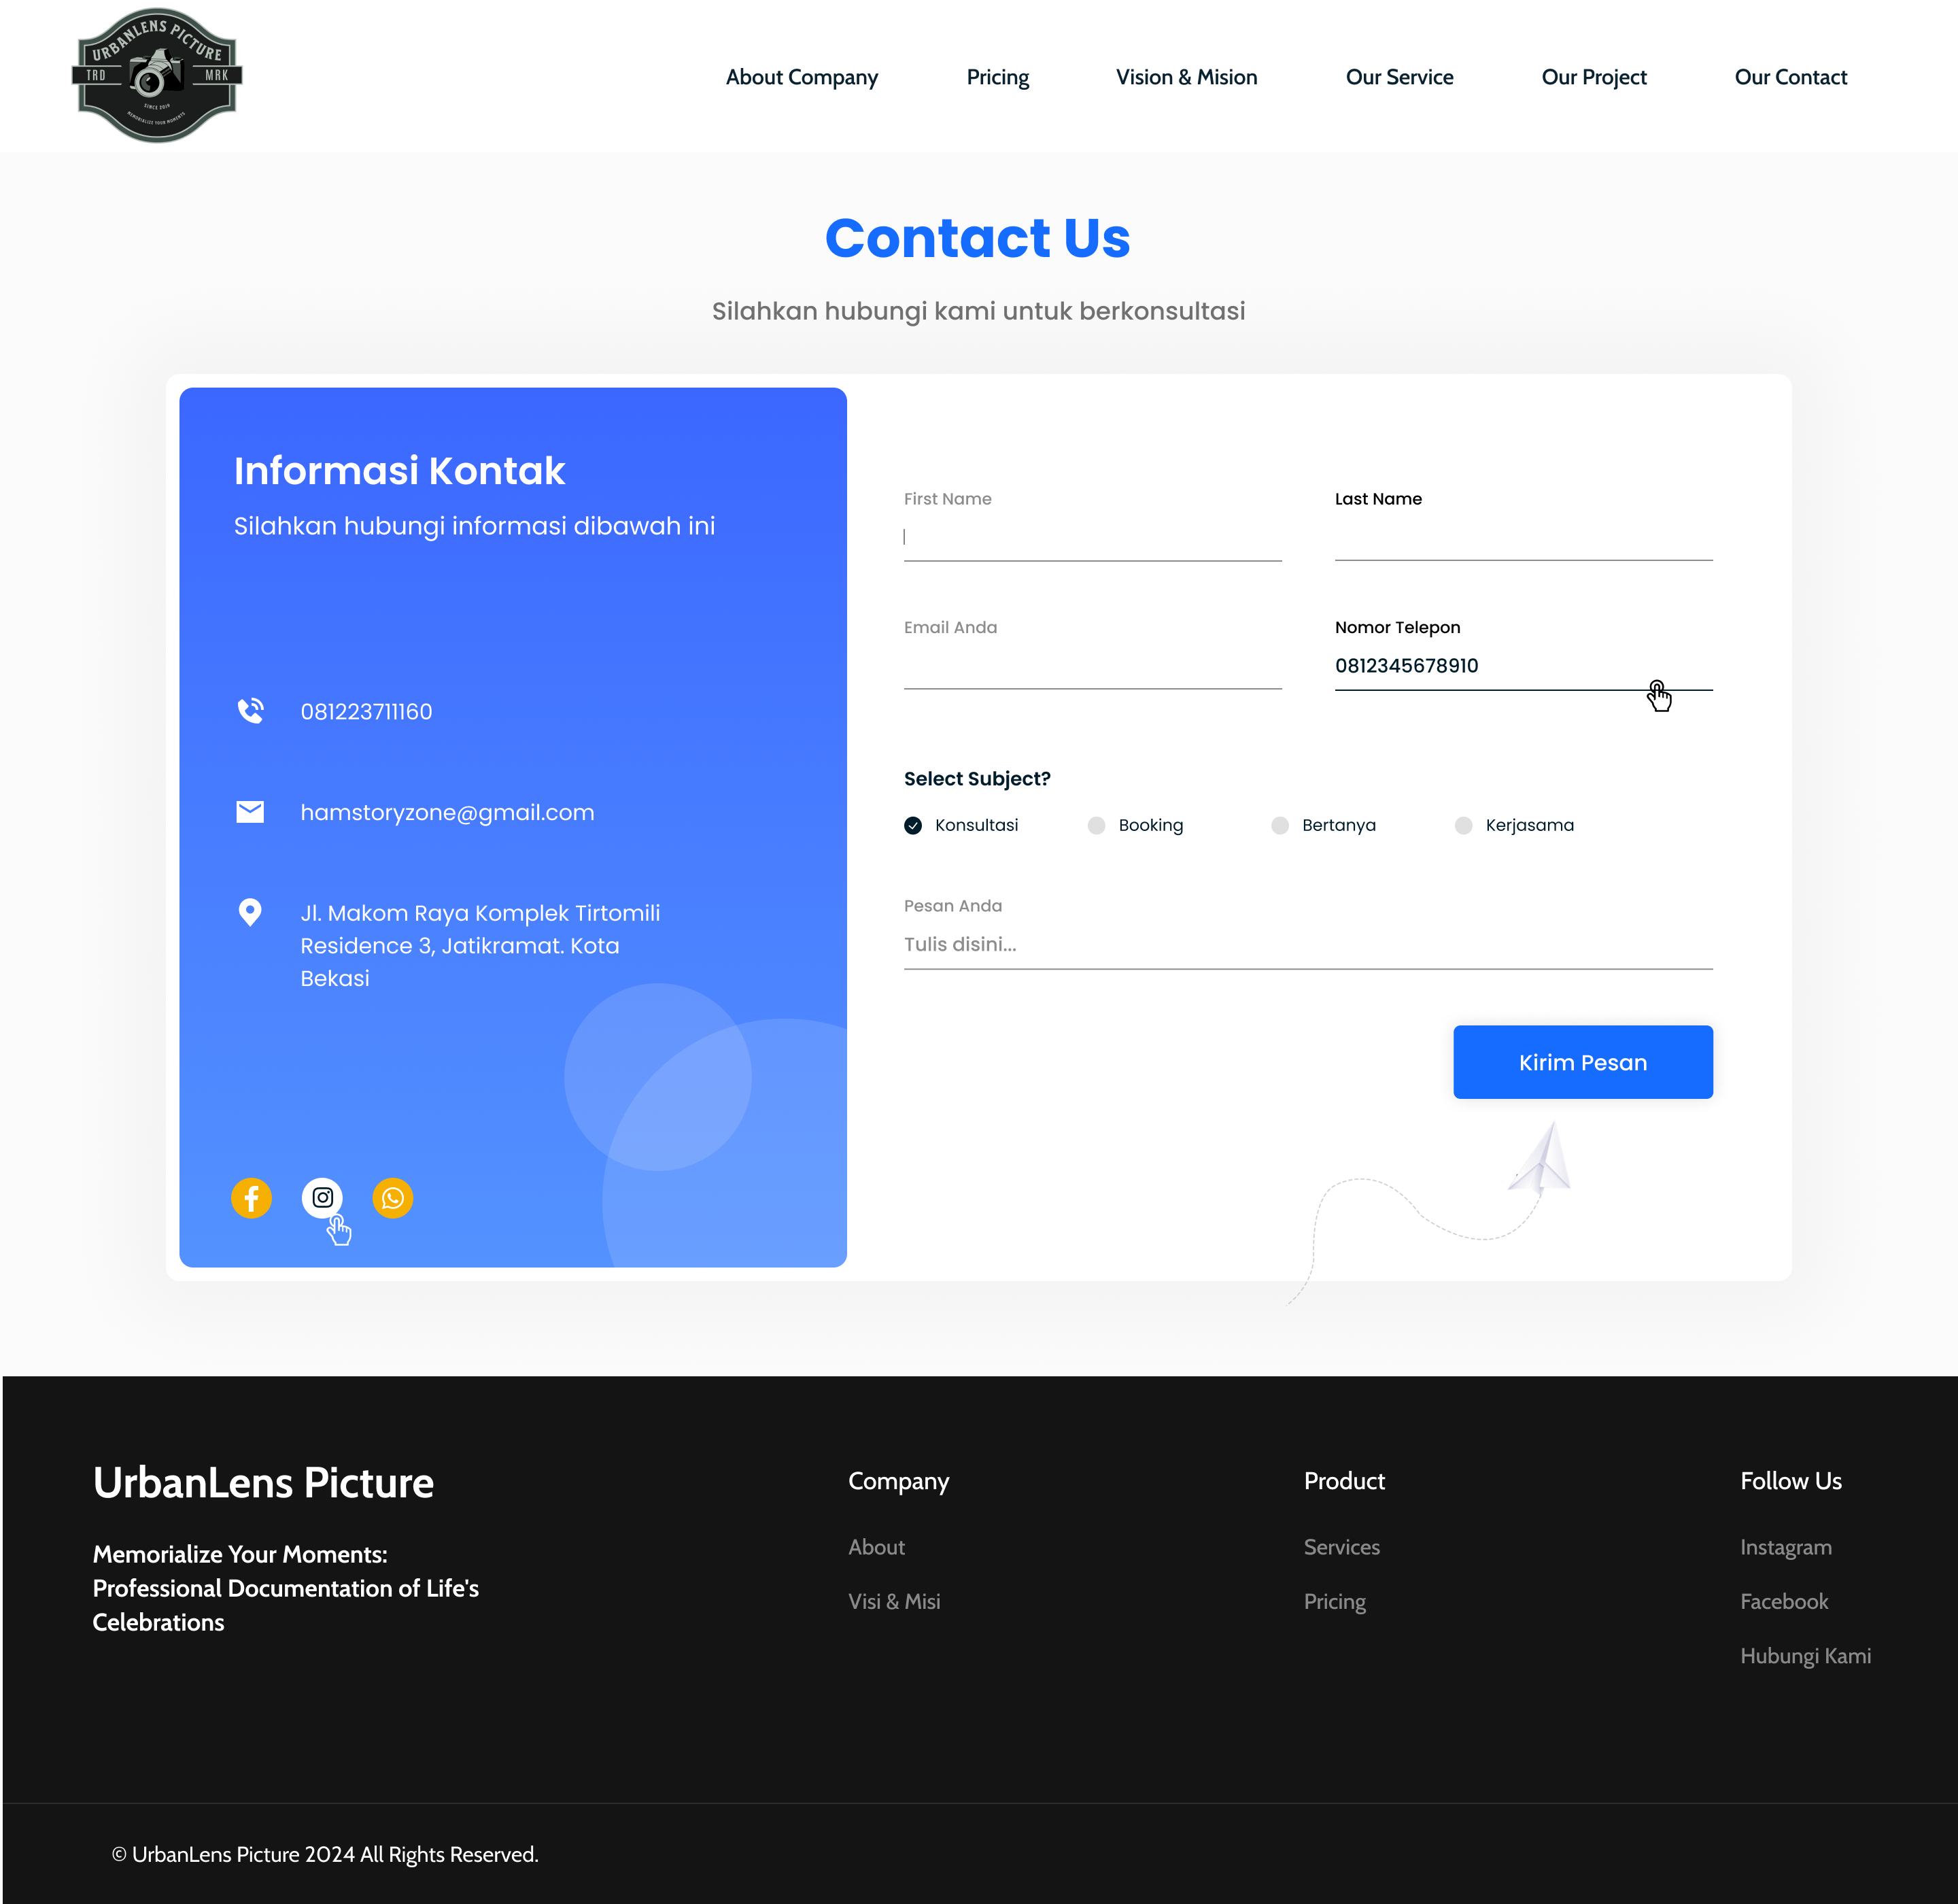 URBANLENS PICTURE
TRD
MRK
SINCE 2019
MEMORIALIZE YOUR MOMENTS
About Company
Pricing
Vision & Mision
Our Service
Our Project
Our Contact
Contact Us
Silahkan hubungi kami untuk berkonsultasi
Informasi Kontak
Silahkan hubungi informasi dibawah ini
081223711160
hamstoryzone@gmail.com
Jl. Makom Raya Komplek Tirtomili
Residence 3, Jatikramat. Kota
Bekasi
First Name
Last Name
Email Anda
Nomor Telepon
0812345678910
Select Subject?
Konsultasi
Booking
Bertanya
Kerjasama
Pesan Anda
Tulis disini...
Kirim Pesan
UrbanLens Picture
Memorialize Your Moments:
Professional Documentation of Life's
Celebrations
Company
About
Visi & Misi
Product
Services
Pricing
Follow Us
Instagram
Facebook
Hubungi Kami
© UrbanLens Picture 2024 All Rights Reserved.